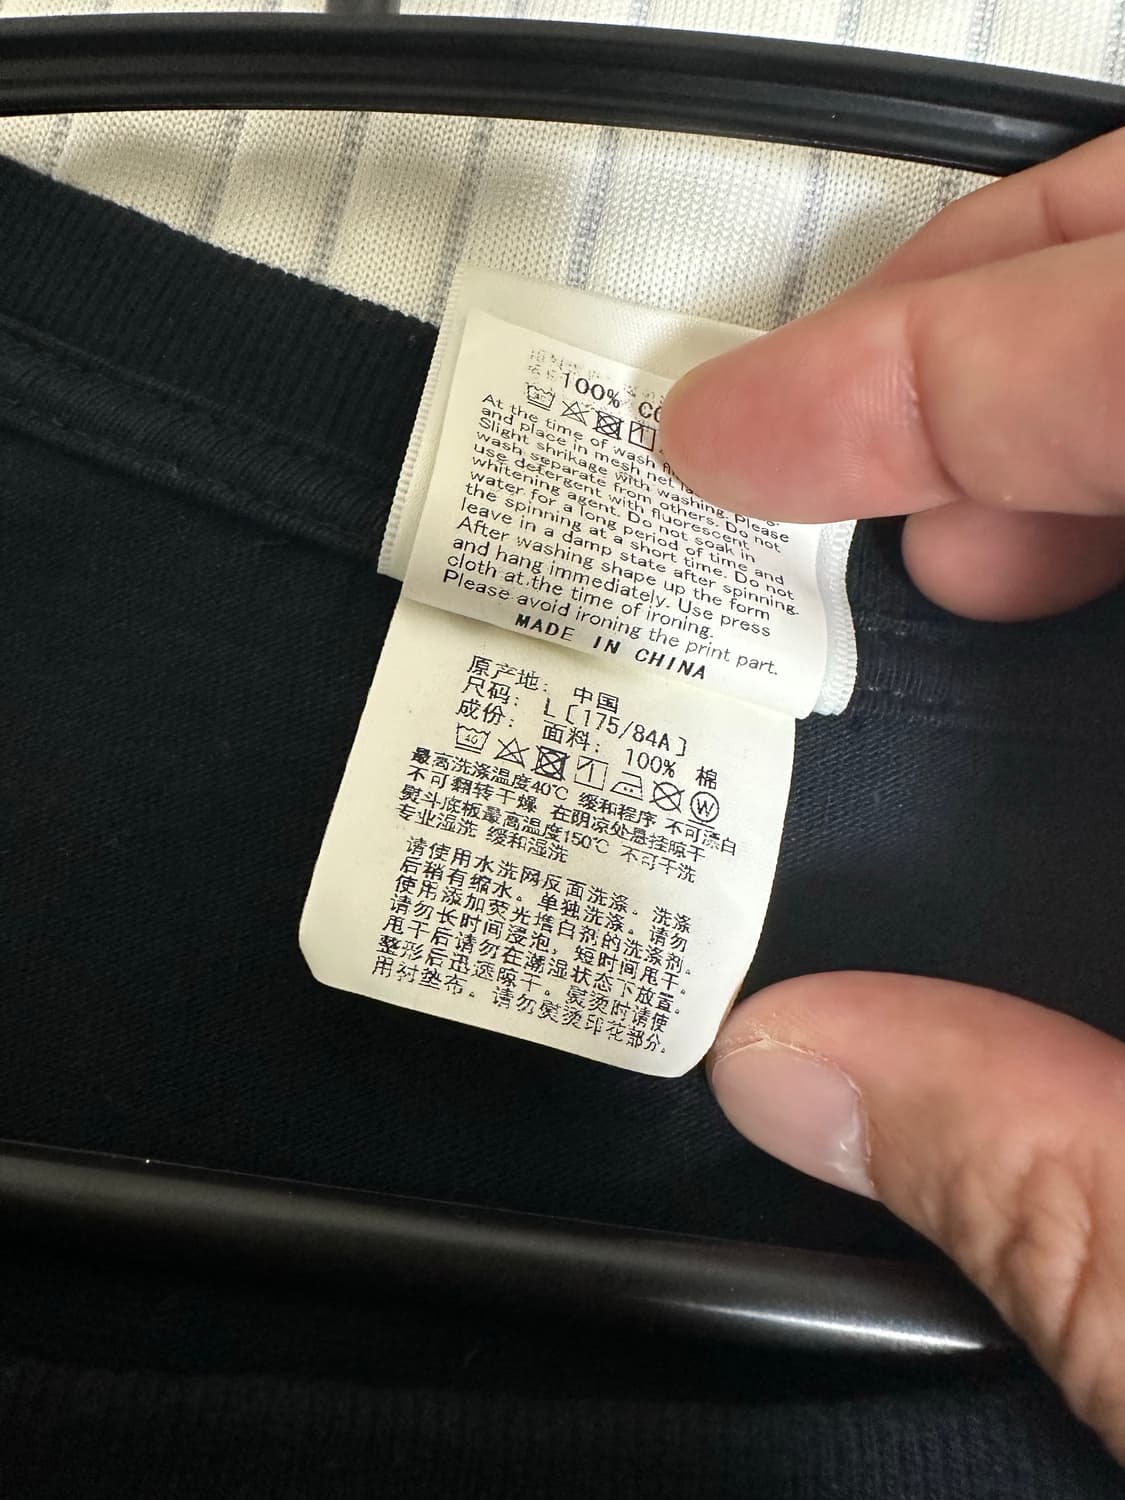 100%
At the time of wash
and place in mesh net
Slight shrinkage with washing. Please
wash separate from others. Do not
use detergent with fluorescent
whitening agent. Do not soak in
water for a long period of time and
the spinning at a short time. Do not
leave in a damp state after spinning.
After washing shape up the form
and hang immediately. Use press
cloth at the time of ironing.
Please avoid ironing the print part.
MADE IN CHINA
原产地: 中国
尺码: L[175/84A]
成份: 面料: 100% 棉
40 W
最高洗涤温度40℃ 缓和程序 不可漂白
不可翻转干燥 在阴凉处悬挂晾干
熨斗底板最高温度150℃ 不可干洗
专业湿洗 缓和湿洗
请使用水洗网反面洗涤。洗涤
后稍有缩水。单独洗涤。请勿
使用添加荧光增白剂的洗涤剂。
请勿长时间浸泡,短时间甩干。
甩干后请勿在潮湿状态下放置。
整形后迅速晾干。熨烫时请使
用衬垫布。请勿熨烫印花部分。